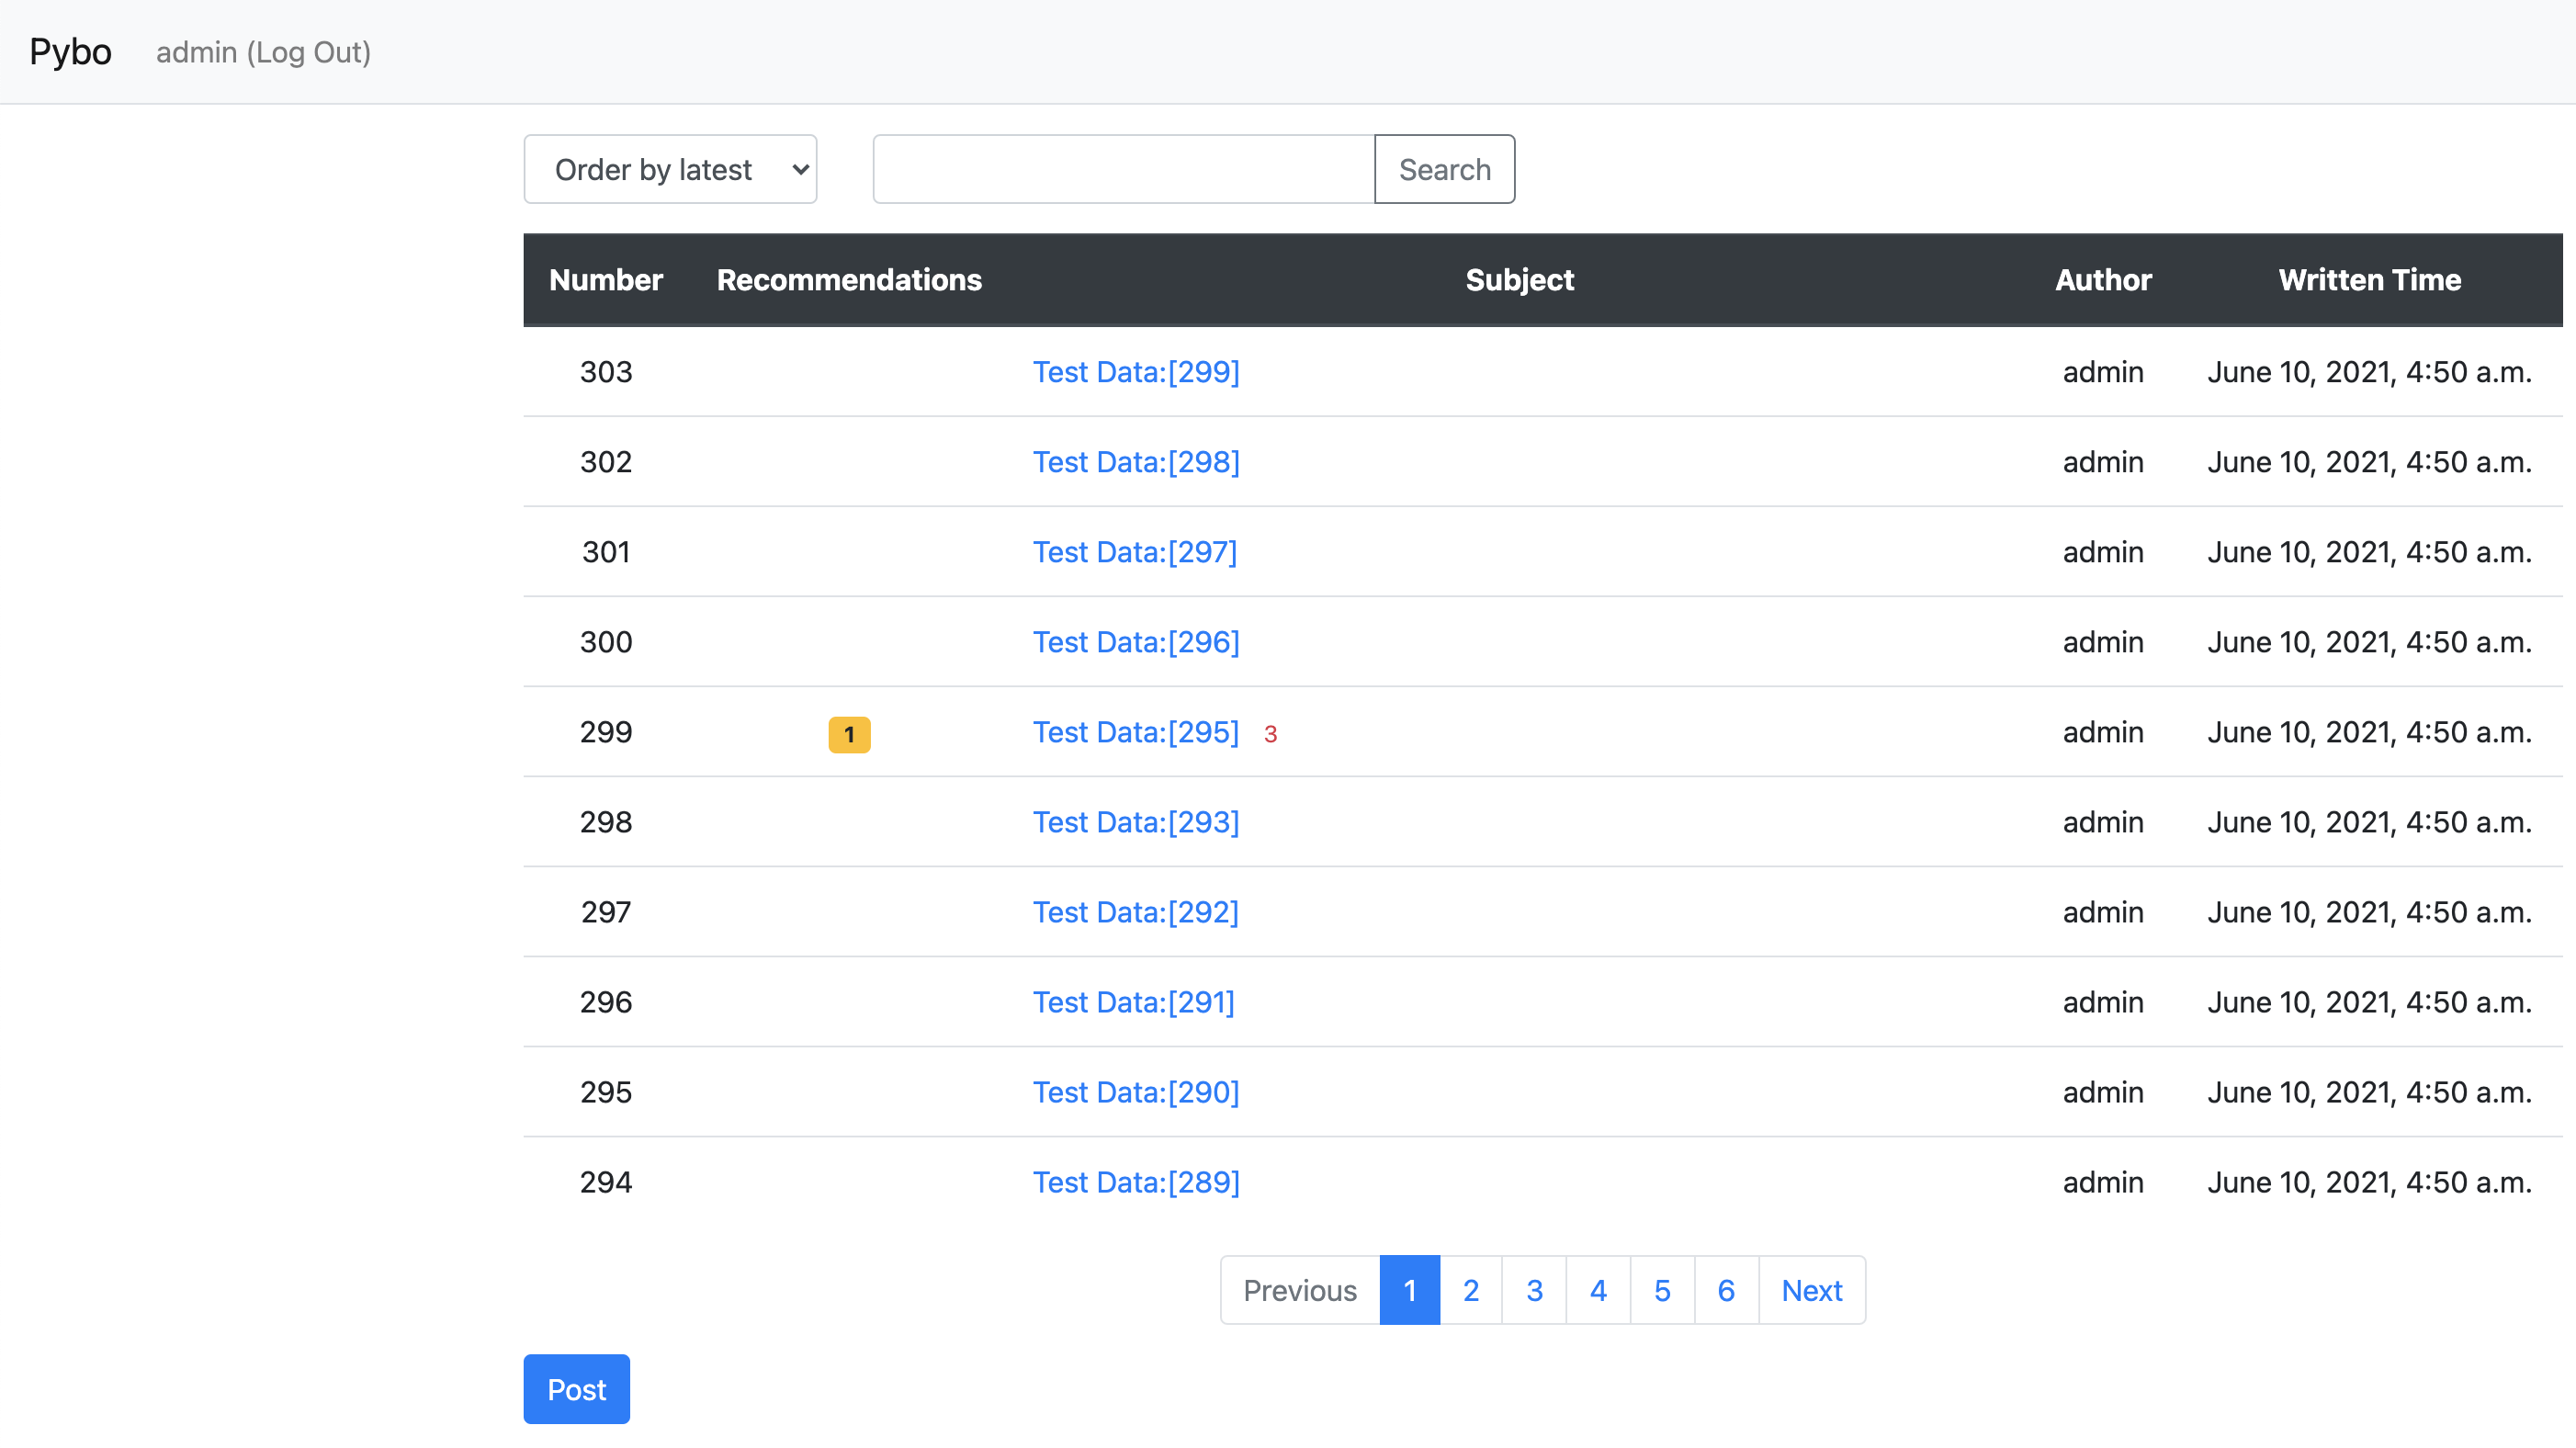 Pybo admin (Log Out)
Order by latest Search
Number Recommendations Subject Author Written Time
303 Test Data:[299] admin June 10, 2021, 4:50 a.m.
302 Test Data:[298] admin June 10, 2021, 4:50 a.m.
301 Test Data:[297] admin June 10, 2021, 4:50 a.m.
300 Test Data:[296] admin June 10, 2021, 4:50 a.m.
299 1 Test Data:[295] 3 admin June 10, 2021, 4:50 a.m.
298 Test Data:[293] admin June 10, 2021, 4:50 a.m.
297 Test Data:[292] admin June 10, 2021, 4:50 a.m.
296 Test Data:[291] admin June 10, 2021, 4:50 a.m.
295 Test Data:[290] admin June 10, 2021, 4:50 a.m.
294 Test Data:[289] admin June 10, 2021, 4:50 a.m.
Previous 1 2 3 4 5 6 Next
Post